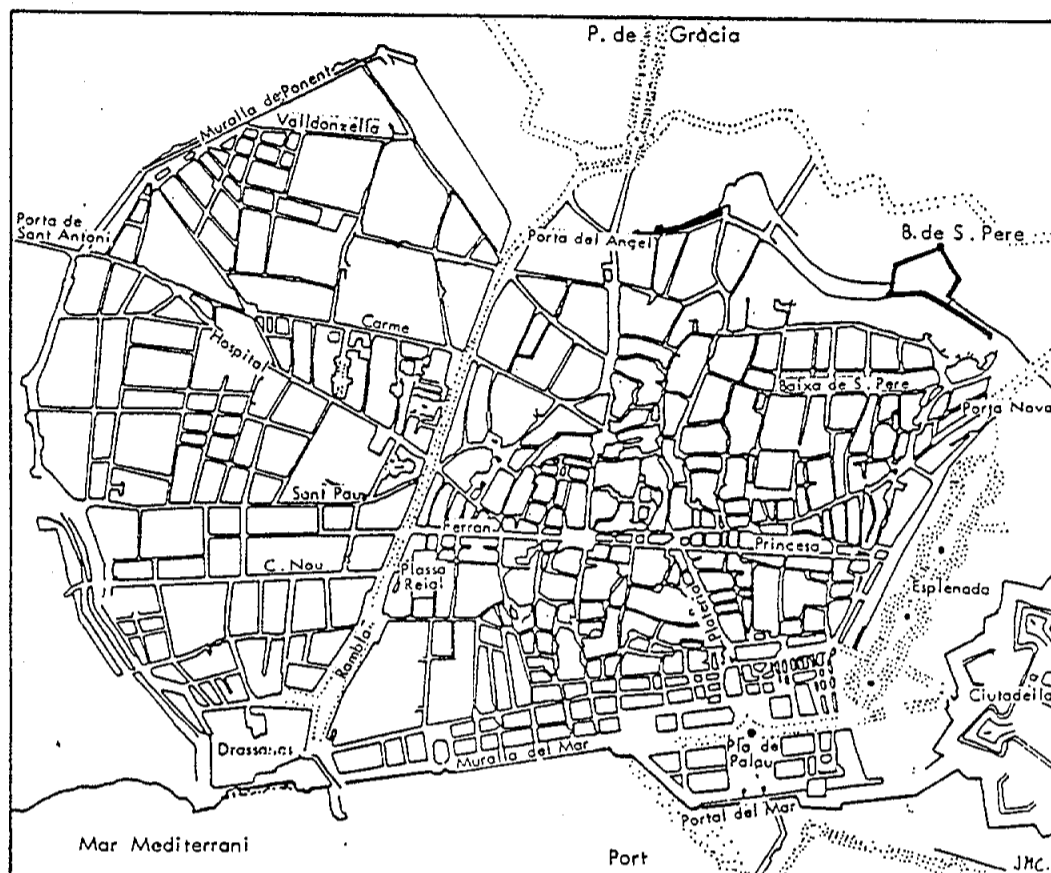 P. de Gràcia
Muralla de Ponent
Valldonzella
Porta de
Sant Antoni
Porta del Angel
B. de S. Pere
Carme
Hospital
Baixa de S. Pere
Porta Nova
Sant Pau
Ferran
Princesa
C. Nou
Plassa
Reial
Esplenada
Plateria
Rambla
Ciutadella
Drassanes
Muralla del Mar
Pla de
Palau
Portal del Mar
Mar Mediterrani
Port
JMC.